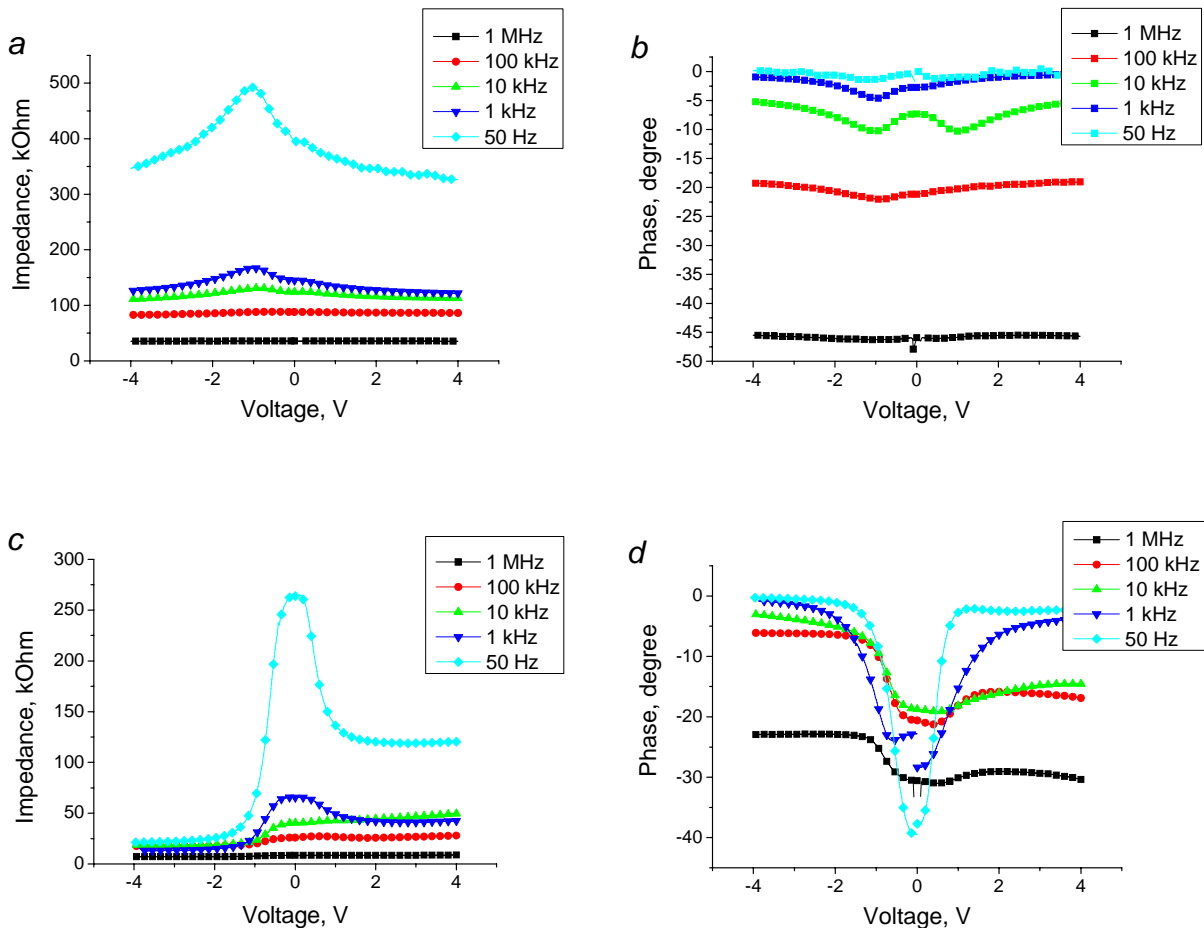 a
1 MHz
100 kHz
10 kHz
1 kHz
50 Hz
Impedance, kOhm
500
400
300
200
100
0
-4
-2
0
2
4
Voltage, V
b
1 MHz
100 kHz
10 kHz
1 kHz
50 Hz
Phase, degree
0
-5
-10
-15
-20
-25
-30
-35
-40
-45
-50
-4
-2
0
2
4
Voltage, V
c
1 MHz
100 kHz
10 kHz
1 kHz
50 Hz
Impedance, kOhm
300
250
200
150
100
50
0
-4
-2
0
2
4
Voltage, V
d
1 MHz
100 kHz
10 kHz
1 kHz
50 Hz
Phase, degree
0
-10
-20
-30
-40
-4
-2
0
2
4
Voltage, V